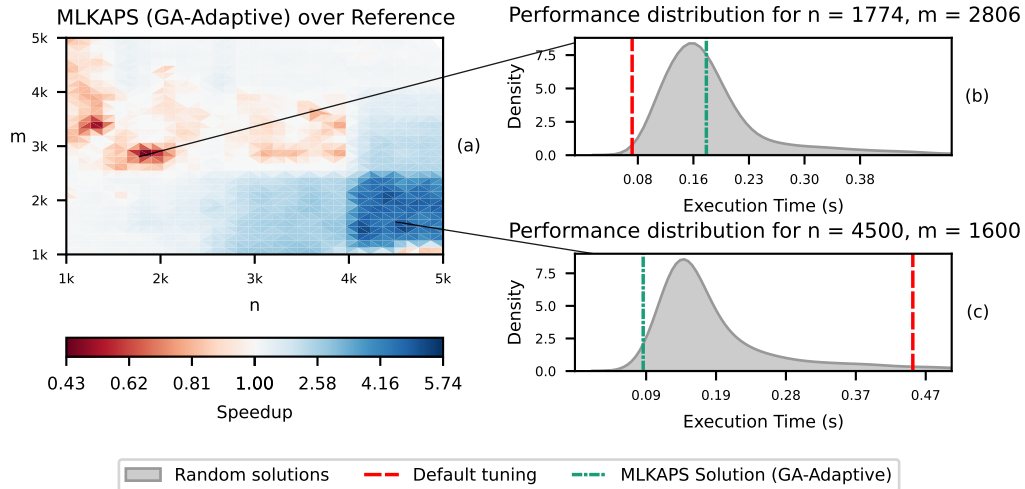 MLKAPS (GA-Adaptive) over Reference
5k
4k
3k
2k
1k
m
1k
2k
3k
4k
5k
n
(a)
0.43
0.62
0.81
1.00
2.58
4.16
5.74
Speedup
Performance distribution for n = 1774, m = 2806
7.5
5.0
2.5
0.0
Density
0.08
0.16
0.23
0.30
0.38
Execution Time (s)
(b)
Performance distribution for n = 4500, m = 1600
7.5
5.0
2.5
0.0
Density
0.09
0.19
0.28
0.37
0.47
Execution Time (s)
(c)
Random solutions
Default tuning
MLKAPS Solution (GA-Adaptive)